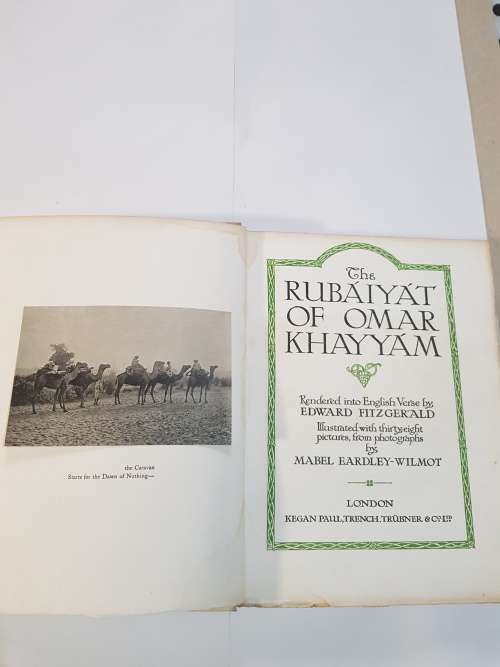 the Caravan
Starts for the Dawn of Nothing—
The
RUBÁIYÁT
OF OMAR
KHAYYÁM
Rendered into English Verse by
EDWARD FITZGERALD
Illustrated with thirty-eight
pictures, from photographs
by
MABEL EARDLEY-WILMOT
LONDON
KEGAN PAUL, TRENCH, TRÜBNER & Co. LTD